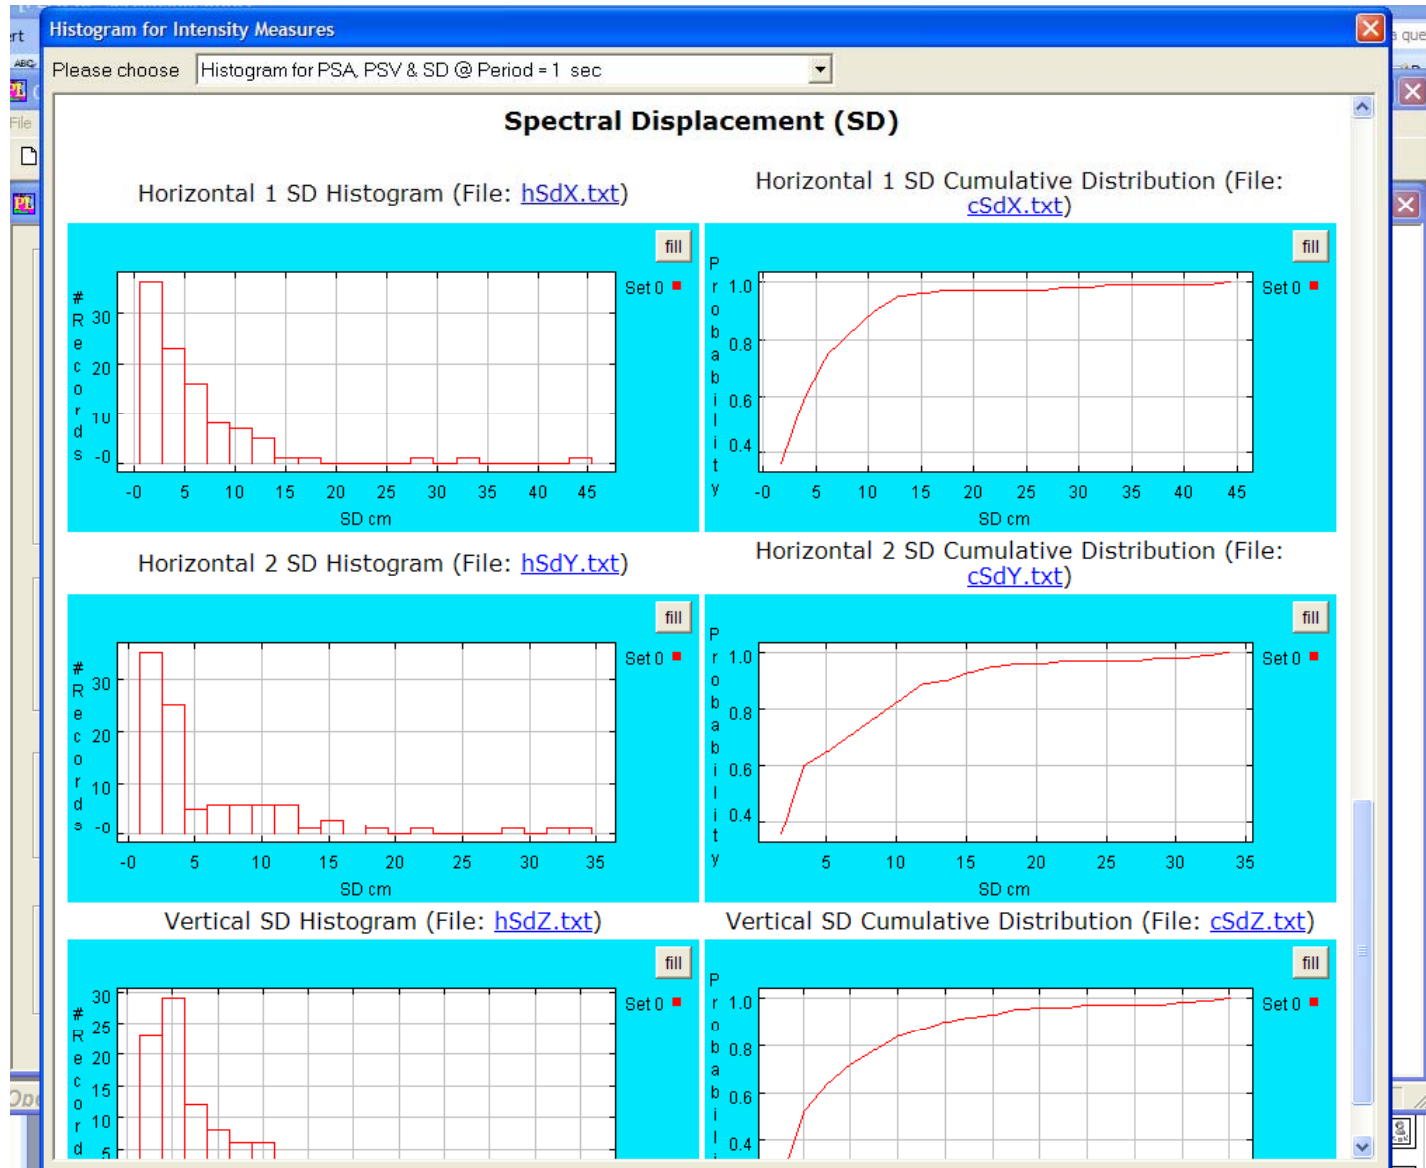 Histogram for Intensity Measures
Please choose Histogram for PSA, PSV & SD @ Period = 1 sec
File
Spectral Displacement (SD)
Horizontal 1 SD Histogram (File: hSdX.txt)
Horizontal 1 SD Cumulative Distribution (File: cSdX.txt)
fill
# Records
30
20
10
-0
Set 0
-0 5 10 15 20 25 30 35 40 45
SD cm
fill
Probability
1.0
0.8
0.6
0.4
Set 0
-0 5 10 15 20 25 30 35 40 45
SD cm
Horizontal 2 SD Histogram (File: hSdY.txt)
Horizontal 2 SD Cumulative Distribution (File: cSdY.txt)
fill
# Records
30
20
10
-0
Set 0
-0 5 10 15 20 25 30 35
SD cm
fill
Probability
1.0
0.8
0.6
0.4
Set 0
5 10 15 20 25 30 35
SD cm
Vertical SD Histogram (File: hSdZ.txt)
Vertical SD Cumulative Distribution (File: cSdZ.txt)
fill
# Record
30
25
20
15
10
5
Set 0
fill
Probabil
1.0
0.8
0.6
0.4
Set 0